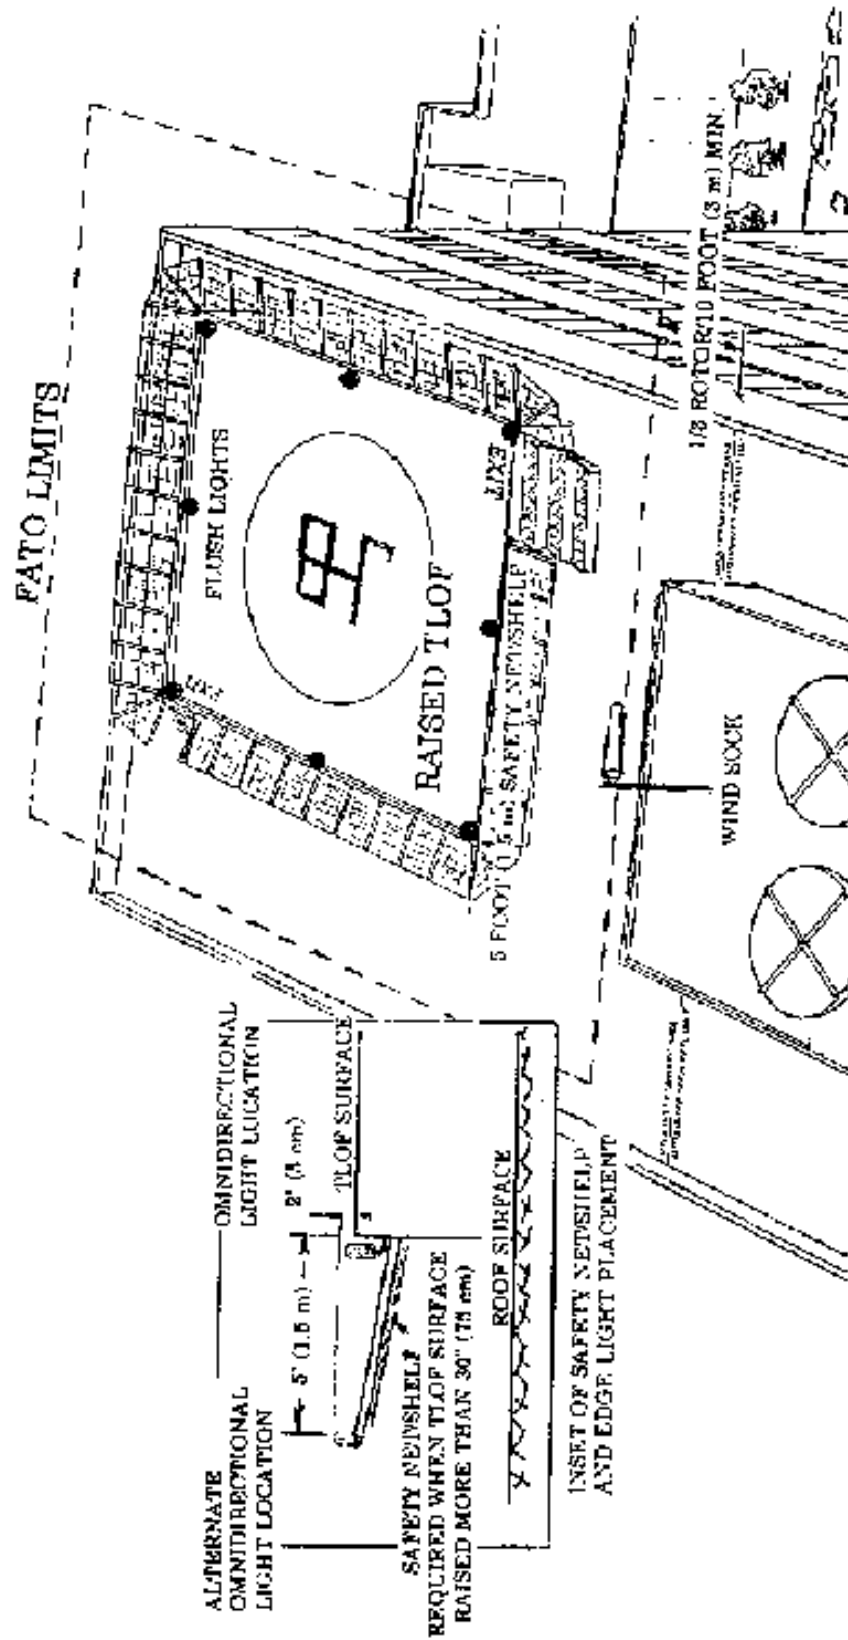 FATO LIMITS
FLUSH LIGHTS
EXIT
H
RAISED TLOF
EXIT
5 FOOT (1.5 m) SAFETY NET/SHELF
1/3 ROTOR/10 FOOT (3 m) MIN.
WIND SOCK
ALTERNATE
OMNIDIRECTIONAL
LIGHT LOCATION
OMNIDIRECTIONAL
LIGHT LOCATION
5' (1.5 m)
2" (5 cm)
TLOF SURFACE
SAFETY NET/SHELF
REQUIRED WHEN TLOF SURFACE
RAISED MORE THAN 30" (75 cm)
ROOF SURFACE
INSET OF SAFETY NET/SHELF
AND EDGE LIGHT PLACEMENT